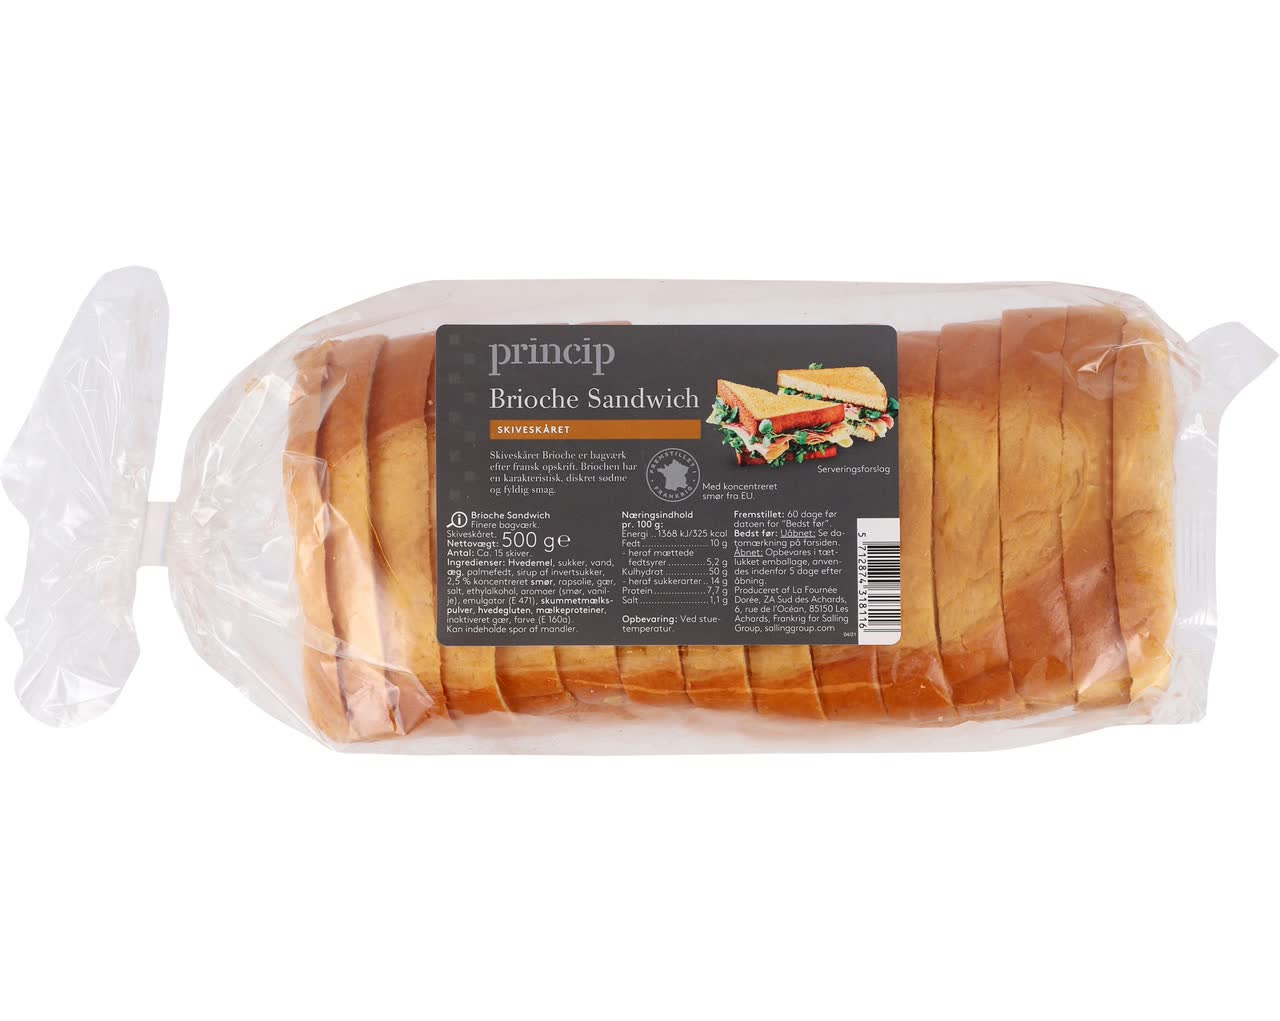 princip
Brioche Sandwich
SKIVESKÅRET
Skiveskåret Brioche er bagværk
efter fransk opskrift. Briochen har
en karakteristisk, diskret sødme
og fyldig smag.
FREMSTILLET I FRANKRIG
Med koncentreret
smør fra EU.
Serveringsforslag
Brioche Sandwich
Finere bagværk.
Skiveskåret.
Nettovægt: 500 g℮
Antal: Ca. 15 skiver.
Ingredienser: Hvedemel, sukker, vand,
æg, palmefedt, sirup af invertsukker,
2,5 % koncentreret smør, rapsolie, gær,
salt, ethylalkohol, aromaer (smør, vanil-
je), emulgator (E 471), skummetmælks-
pulver, hvedegluten, mælkeproteiner,
inaktiveret gær, farve (E 160a).
Kan indeholde spor af mandler.
Næringsindhold
pr. 100 g:
Energi ..1368 kJ/325 kcal
Fedt................10 g
- heraf mættede
fedtsyrer............5,2 g
Kulhydrat...........50 g
- heraf sukkerarter..14 g
Protein..............7,7 g
Salt.................1,1 g
Opbevaring: Ved stue-
temperatur.
Fremstillet: 60 dage før
datoen for "Bedst før".
Bedst før: Uåbnet: Se da-
tomærkning på forsiden.
Åbnet: Opbevares i tæt-
lukket emballage, anven-
des indenfor 5 dage efter
åbning.
Produceret af La Fournée
Dorée, ZA Sud des Achards,
6, rue de l'Océan, 85150 Les
Achards, Frankrig for Salling
Group, sallinggroup.com
04/21
5 712874 318116